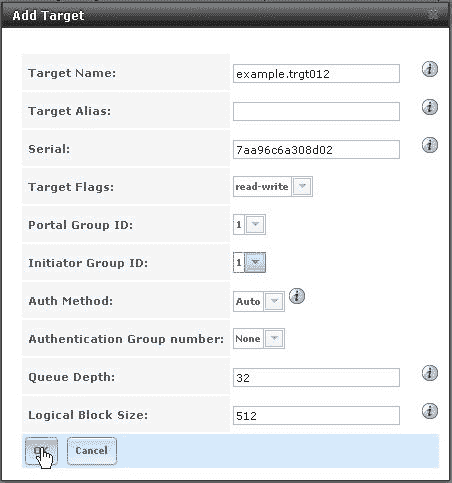 Add Target
Target Name: example.trgt012
Target Alias:
Serial: 7aa96c6a308d02
Target Flags: read-write
Portal Group ID: 1
Initiator Group ID: 1
Auth Method: Auto
Authentication Group number: None
Queue Depth: 32
Logical Block Size: 512
Cancel